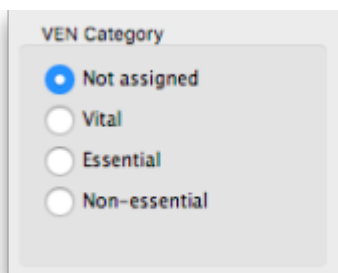 VEN Category
Not assigned
Vital
Essential
Non-essential